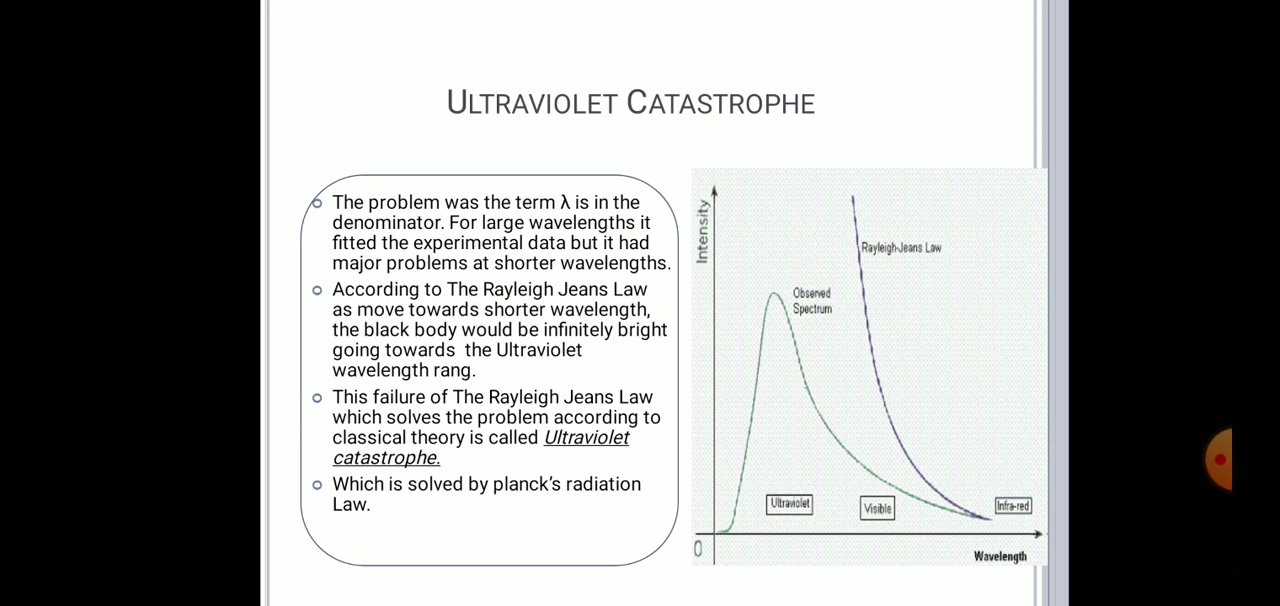 ULTRAVIOLET CATASTROPHE
The problem was the term λ is in the
denominator. For large wavelengths it
fitted the experimental data but it had
major problems at shorter wavelengths.
According to The Rayleigh Jeans Law
as move towards shorter wavelength,
the black body would be infinitely bright
going towards the Ultraviolet
wavelength rang.
This failure of The Rayleigh Jeans Law
which solves the problem according to
classical theory is called Ultraviolet
catastrophe.
Which is solved by planck's radiation
Law.
Intensity
Rayleigh-Jeans Law
Observed
Spectrum
Ultraviolet
Visible
Infra-red
0
Wavelength